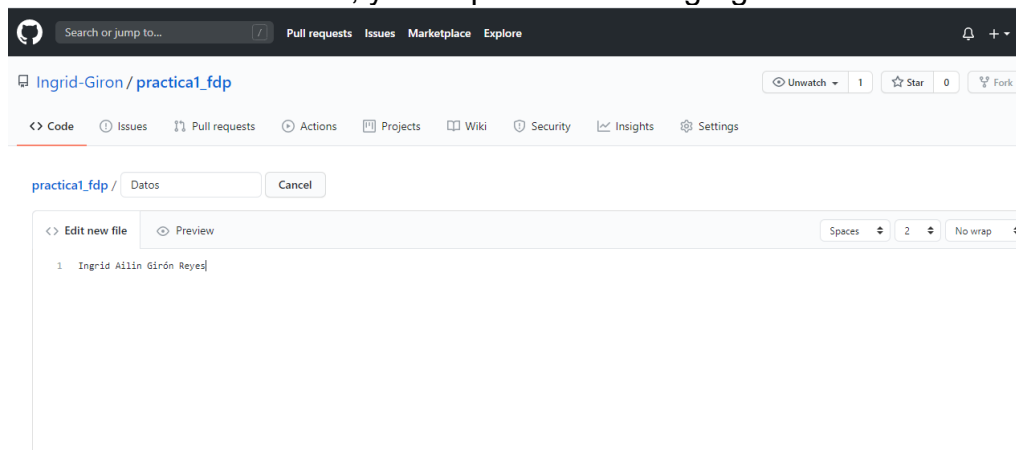 Search or jump to... / Pull requests Issues Marketplace Explore
Ingrid-Giron / practica1_fdp Unwatch 1 Star 0 Fork
<> Code Issues Pull requests Actions Projects Wiki Security Insights Settings
practica1_fdp / Datos Cancel
<> Edit new file Preview Spaces 2 No wrap
1 Ingrid Ailin Girón Reyes